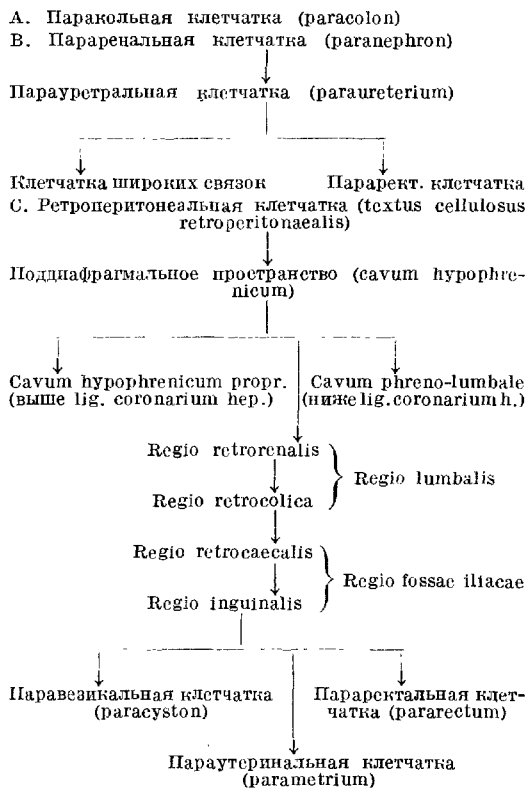 A. Параколъная клетчатка (paracolon)
B. Параренальная клетчатка (paranephron)
Парауретральная клетчатка (paraureterium)
Клетчатка широких связок Парарект. клетчатка
C. Ретроперитонеальная клетчатка (textus cellulosus
retroperitonaealis)
Поддиафрагмальное пространство (cavum hypophre-
nicum)
Cavum hypophrenicum propr. Cavum phreno-lumbale
(выше lig. coronarium hep.) (ниже lig. coronarium h.)
Regio retrorenalis
Regio lumbalis
Regio retrocolica
Regio retrocaecalis
Regio fossae iliacae
Regio inguinalis
Паравезикальная клетчатка Параректальная клет-
(paracyston) чатка (pararectum)
Параутеринальная клетчатка
(parametrium)